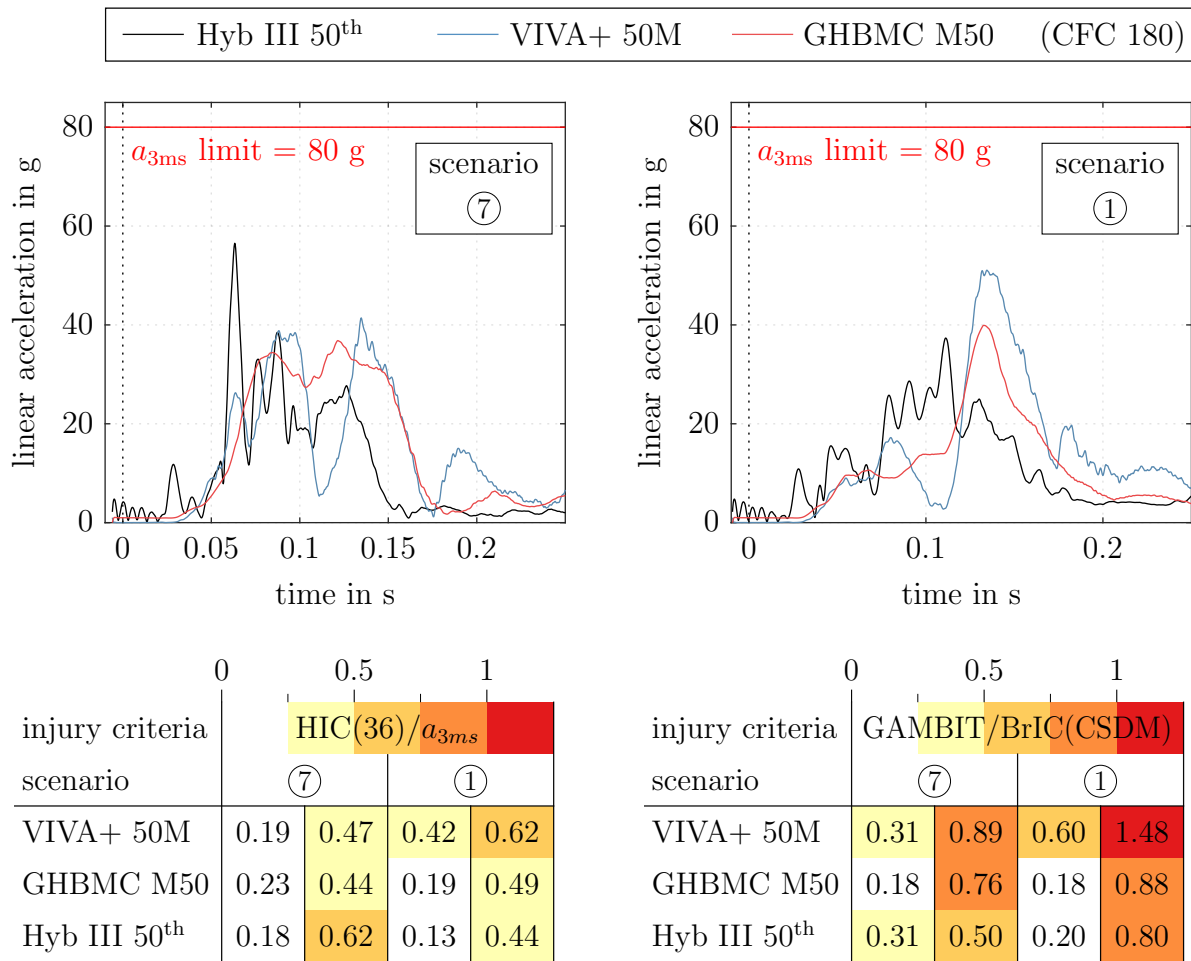 Hyb III 50th VIVA+ 50M GHBMC M50 (CFC 180)
linear acceleration in g
80
60
40
20
0
a3ms limit = 80 g
scenario
7
0 0.05 0.1 0.15 0.2
time in s
linear acceleration in g
80
60
40
20
0
a3ms limit = 80 g
scenario
1
0 0.1 0.2
time in s
0 0.5 1
injury criteria HIC(36)/a3ms
scenario 7 1
VIVA+ 50M 0.19 0.47 0.42 0.62
GHBMC M50 0.23 0.44 0.19 0.49
Hyb III 50th 0.18 0.62 0.13 0.44
0 0.5 1
injury criteria GAMBIT/BrIC(CSDM)
scenario 7 1
VIVA+ 50M 0.31 0.89 0.60 1.48
GHBMC M50 0.18 0.76 0.18 0.88
Hyb III 50th 0.31 0.50 0.20 0.80